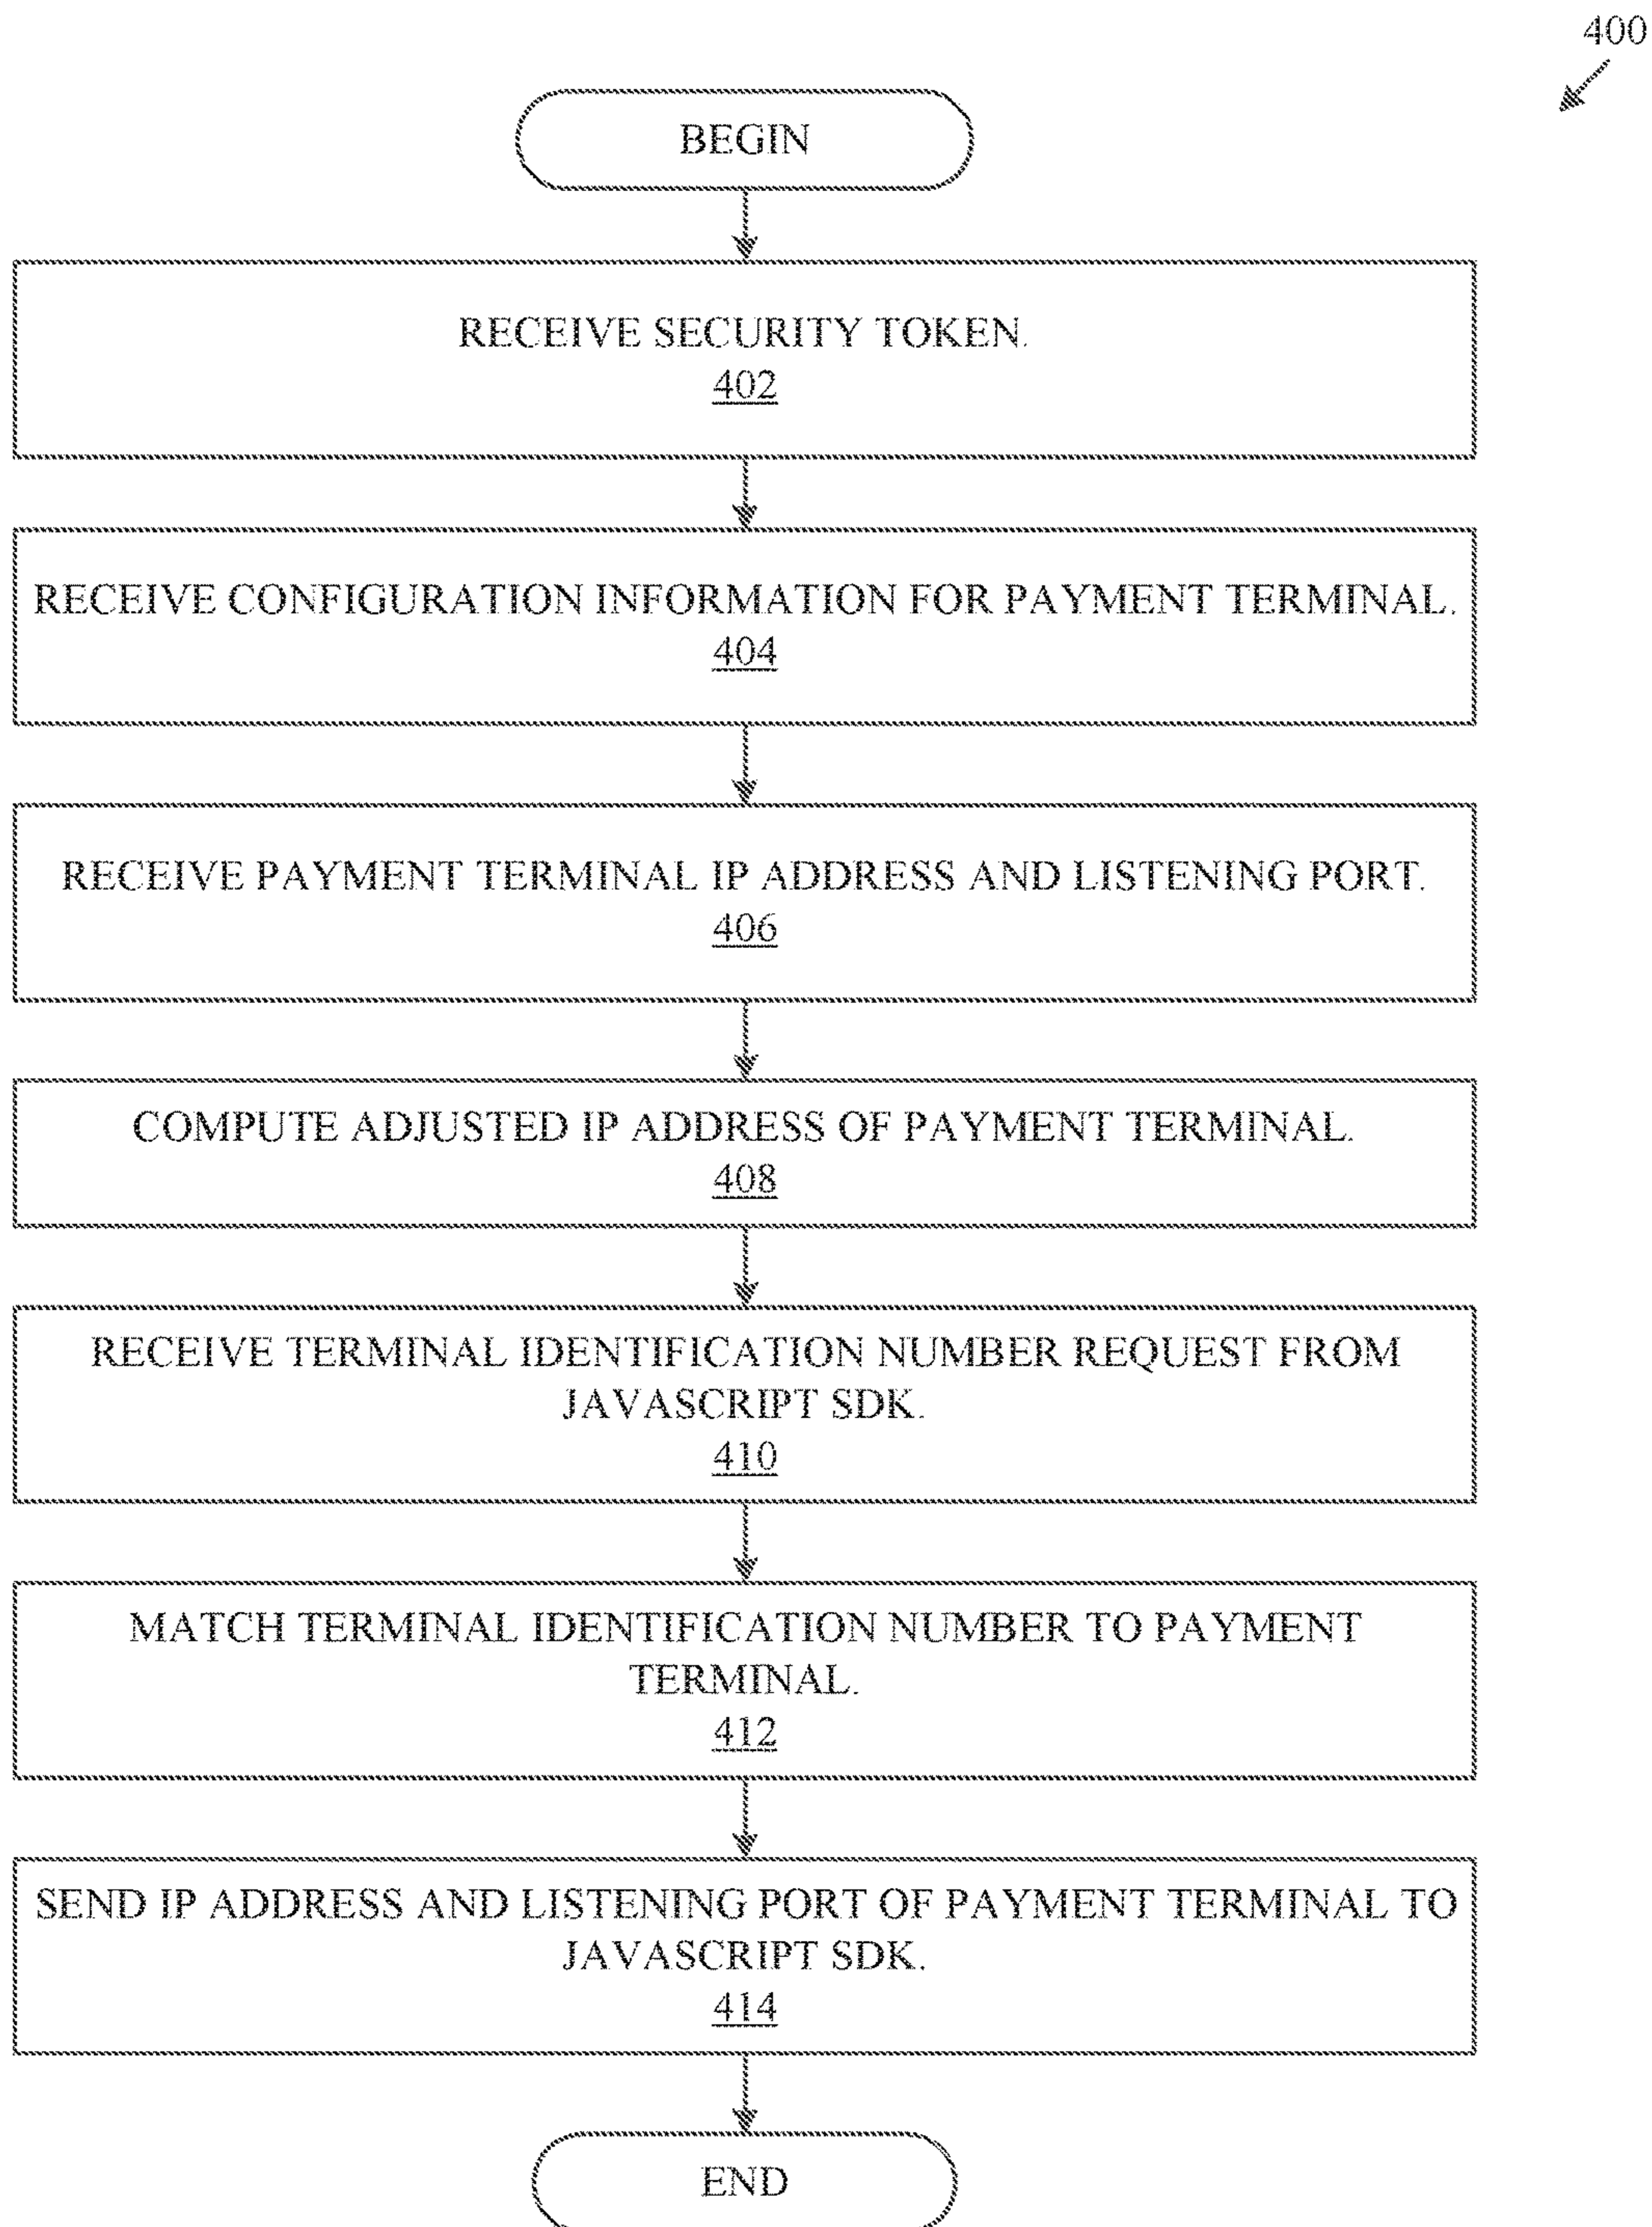 400
BEGIN
RECEIVE SECURITY TOKEN.
402
RECEIVE CONFIGURATION INFORMATION FOR PAYMENT TERMINAL.
404
RECEIVE PAYMENT TERMINAL IP ADDRESS AND LISTENING PORT.
406
COMPUTE ADJUSTED IP ADDRESS OF PAYMENT TERMINAL.
408
RECEIVE TERMINAL IDENTIFICATION NUMBER REQUEST FROM
JAVASCRIPT SDK.
410
MATCH TERMINAL IDENTIFICATION NUMBER TO PAYMENT
TERMINAL.
412
SEND IP ADDRESS AND LISTENING PORT OF PAYMENT TERMINAL TO
JAVASCRIPT SDK.
414
END